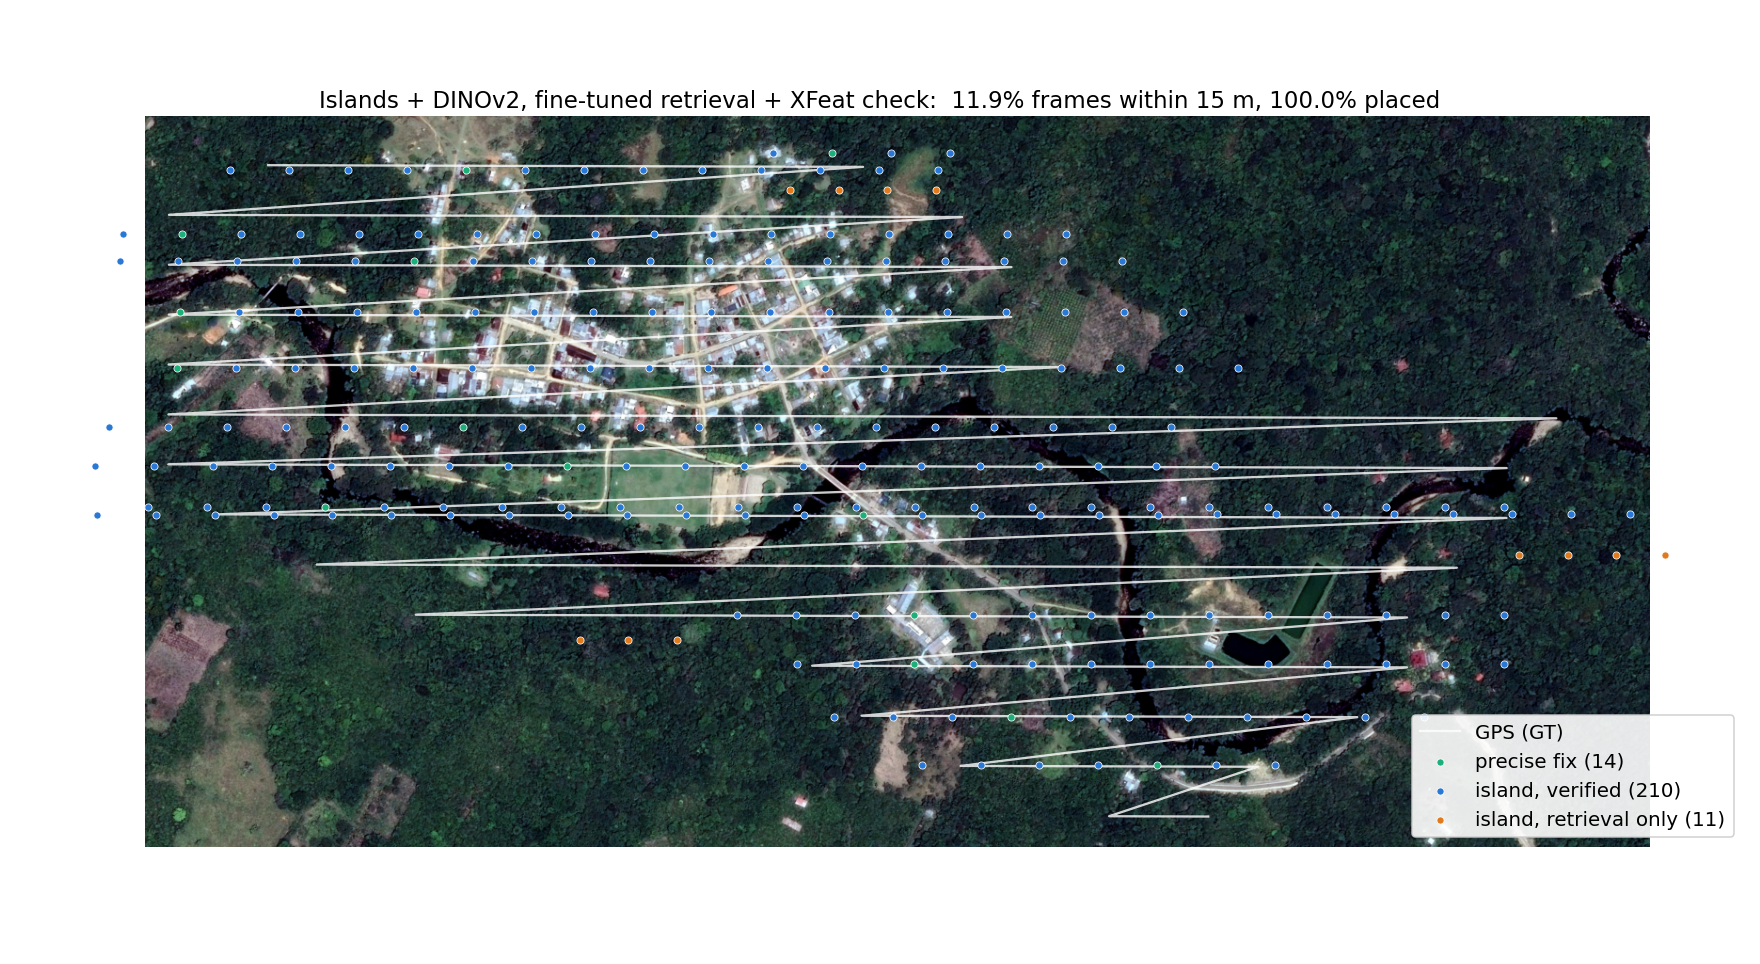 Islands + DINOv2, fine-tuned retrieval + XFeat check:  11.9% frames within 15 m, 100.0% placed
GPS (GT)
precise fix (14)
island, verified (210)
island, retrieval only (11)